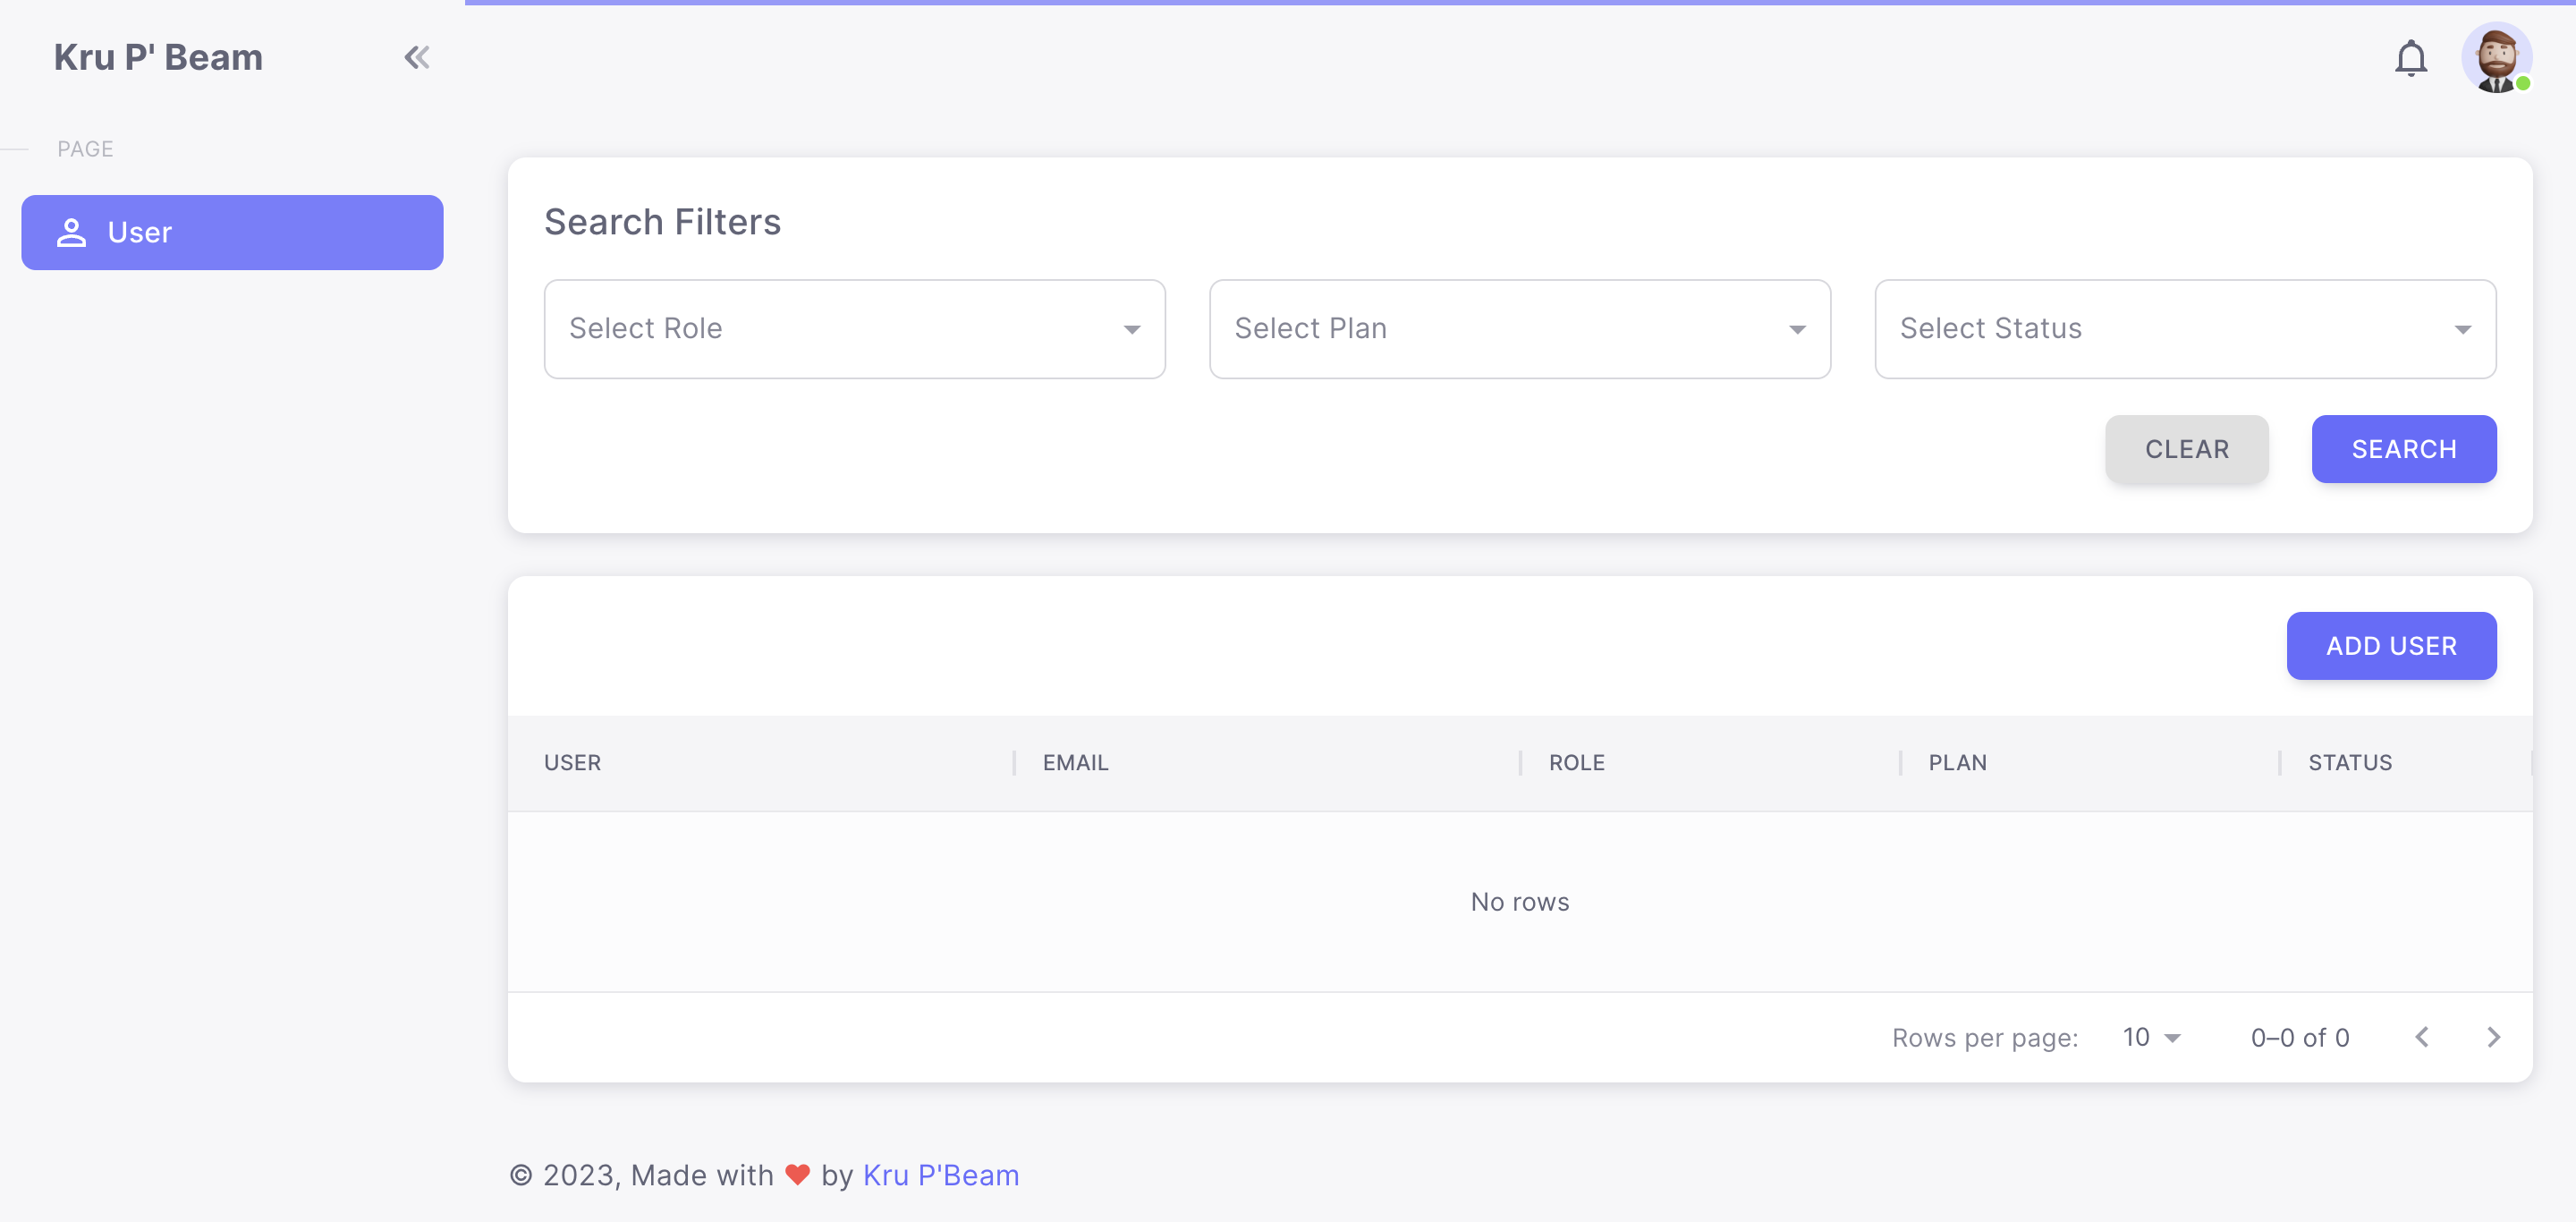 Kru P' Beam
PAGE
User
Search Filters
Select Role
Select Plan
Select Status
CLEAR
SEARCH
ADD USER
USER
EMAIL
ROLE
PLAN
STATUS
No rows
Rows per page:
10
0–0 of 0
© 2023, Made with ❤ by Kru P'Beam